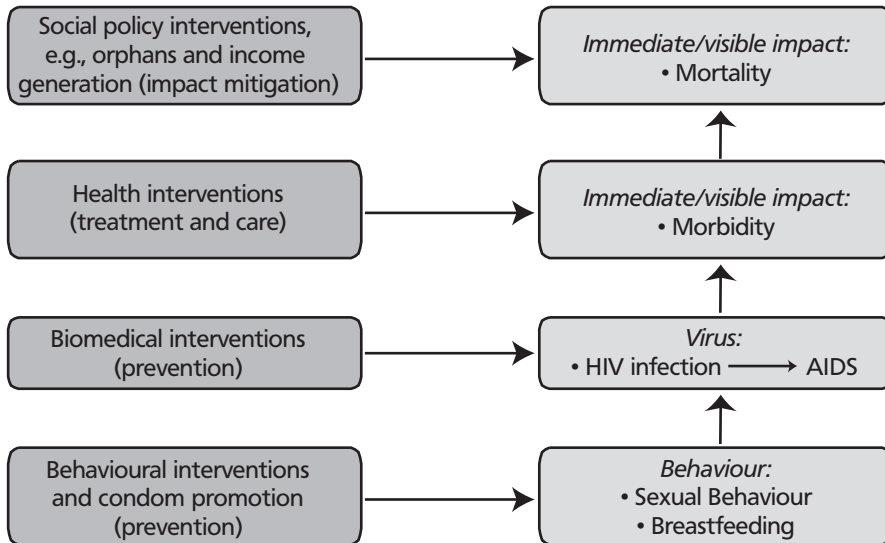 Social policy interventions,
e.g., orphans and income
generation (impact mitigation)
Immediate/visible impact:
• Mortality
Health interventions
(treatment and care)
Immediate/visible impact:
• Morbidity
Biomedical interventions
(prevention)
Virus:
• HIV infection ⟶ AIDS
Behavioural interventions
and condom promotion
(prevention)
Behaviour:
• Sexual Behaviour
• Breastfeeding